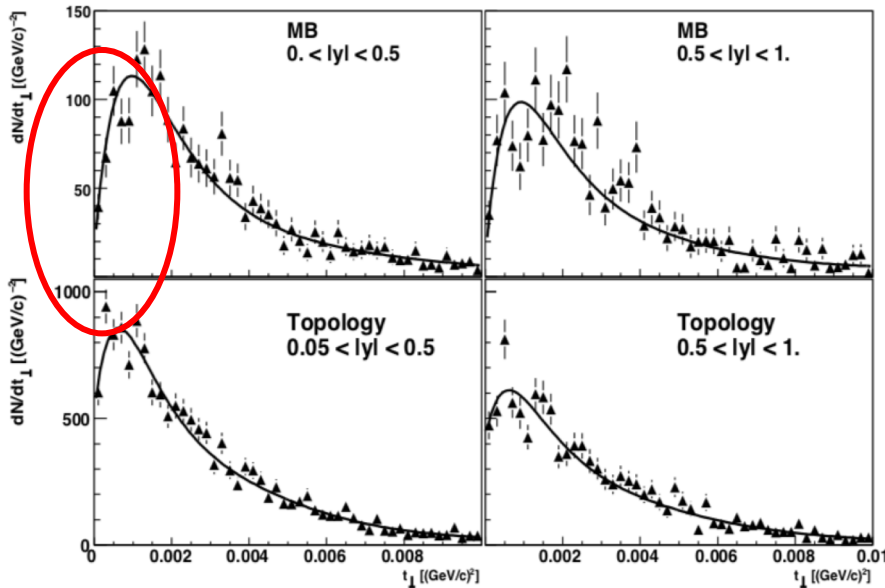 150
100
50
dN/dt⊥ [(GeV/c)⁻²]
MB
0. < |y| < 0.5
MB
0.5 < |y| < 1.
1000
500
0
dN/dt⊥ [(GeV/c)⁻²]
Topology
0.05 < |y| < 0.5
Topology
0.5 < |y| < 1.
0 0.002 0.004 0.006 0.008
0.002 0.004 0.006 0.008 0.01
t⊥ [(GeV/c)²]
t⊥ [(GeV/c)²]